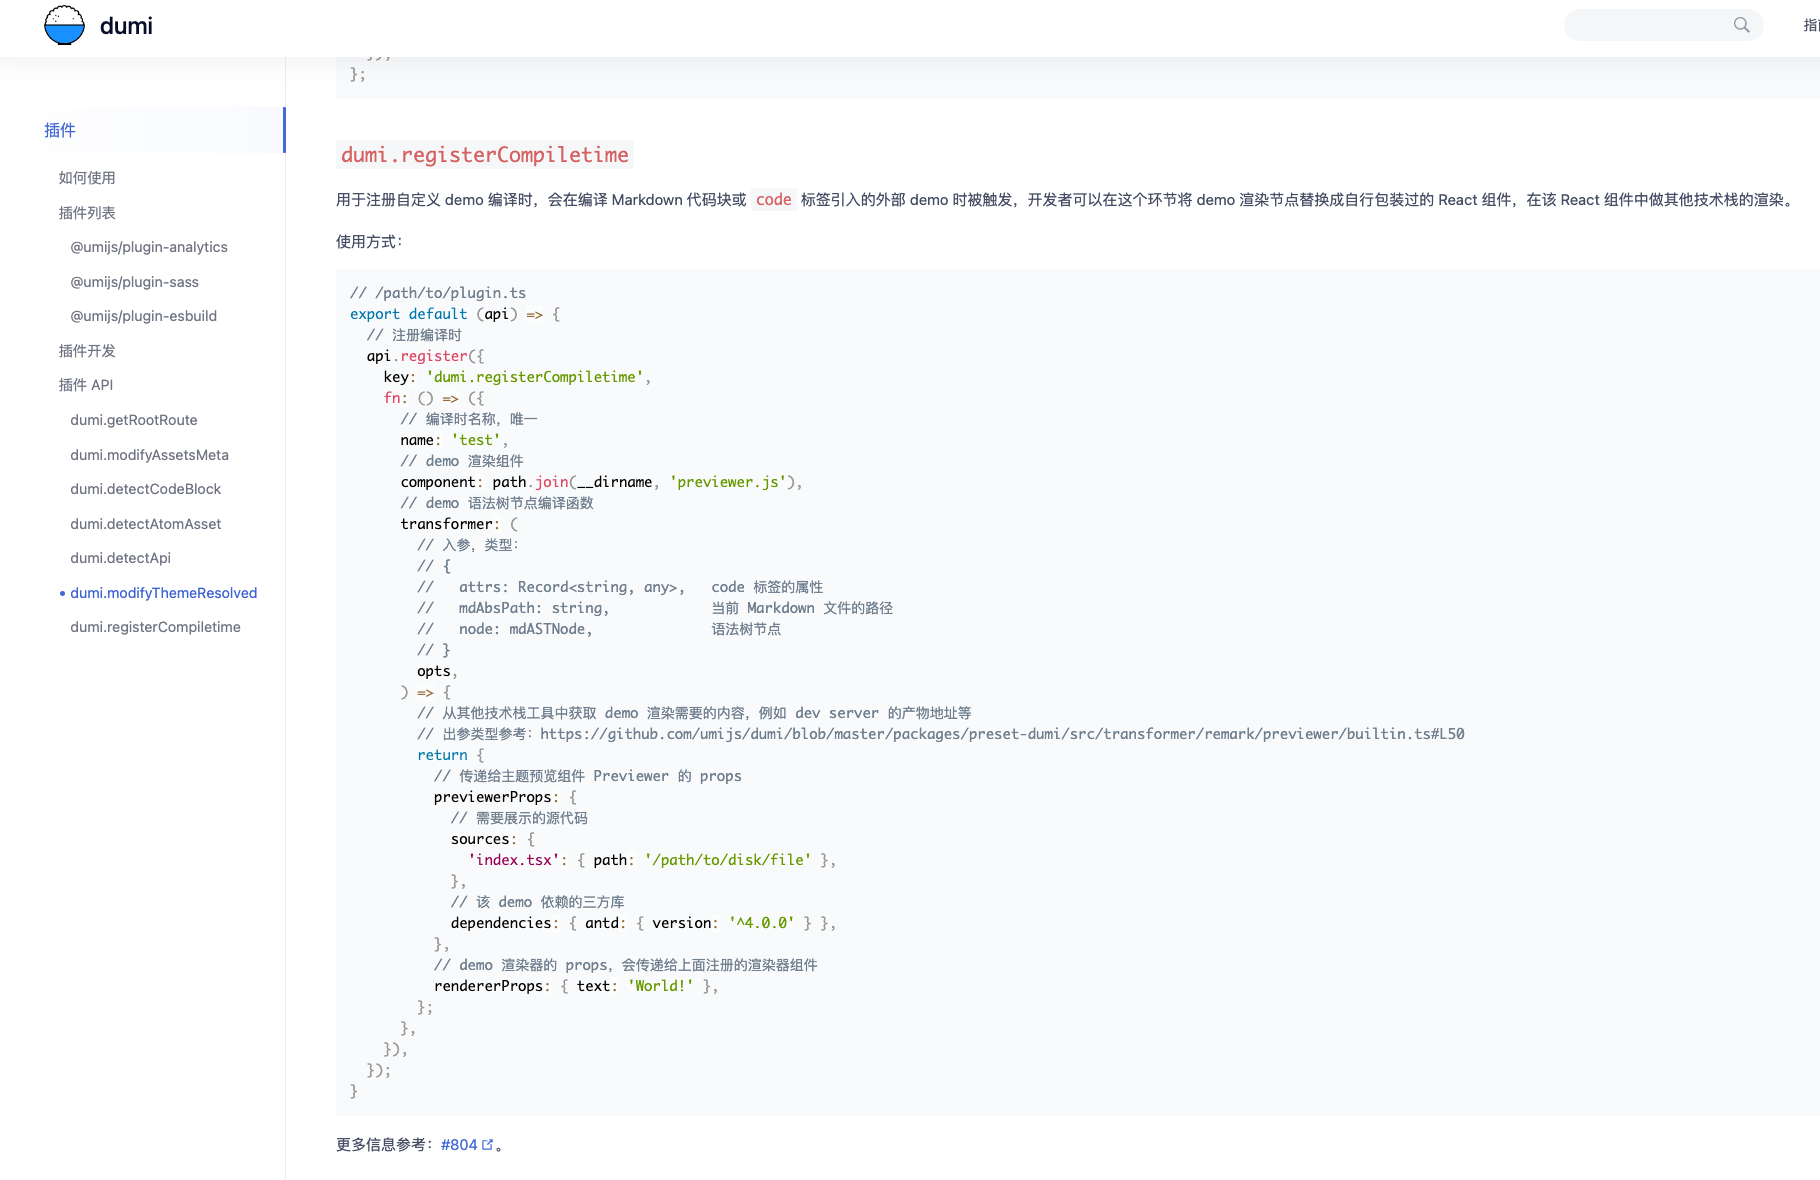 dumi
指
插件
如何使用
插件列表
@umijs/plugin-analytics
@umijs/plugin-sass
@umijs/plugin-esbuild
插件开发
插件 API
dumi.getRootRoute
dumi.modifyAssetsMeta
dumi.detectCodeBlock
dumi.detectAtomAsset
dumi.detectApi
dumi.modifyThemeResolved
dumi.registerCompiletime
};
dumi.registerCompiletime
用于注册自定义 demo 编译时，会在编译 Markdown 代码块或 code 标签引入的外部 demo 时被触发，开发者可以在这个环节将 demo 渲染节点替换成自行包装过的 React 组件，在该 React 组件中做其他技术栈的渲染。
使用方式：
// /path/to/plugin.ts
export default (api) => {
  // 注册编译时
  api.register({
    key: 'dumi.registerCompiletime',
    fn: () => ({
      // 编译时名称，唯一
      name: 'test',
      // demo 渲染组件
      component: path.join(__dirname, 'previewer.js'),
      // demo 语法树节点编译函数
      transformer: (
        // 入参，类型：
        // {
        //   attrs: Record<string, any>,   code 标签的属性
        //   mdAbsPath: string,            当前 Markdown 文件的路径
        //   node: mdASTNode,              语法树节点
        // }
        opts,
      ) => {
        // 从其他技术栈工具中获取 demo 渲染需要的内容，例如 dev server 的产物地址等
        // 出参类型参考：https://github.com/umijs/dumi/blob/master/packages/preset-dumi/src/transformer/remark/previewer/builtin.ts#L50
        return {
          // 传递给主题预览组件 Previewer 的 props
          previewerProps: {
            // 需要展示的源代码
            sources: {
              'index.tsx': { path: '/path/to/disk/file' },
            },
            // 该 demo 依赖的三方库
            dependencies: { antd: { version: '^4.0.0' } },
          },
          // demo 渲染器的 props，会传递给上面注册的渲染器组件
          rendererProps: { text: 'World!' },
        };
      },
    }),
  });
}
更多信息参考：#804。